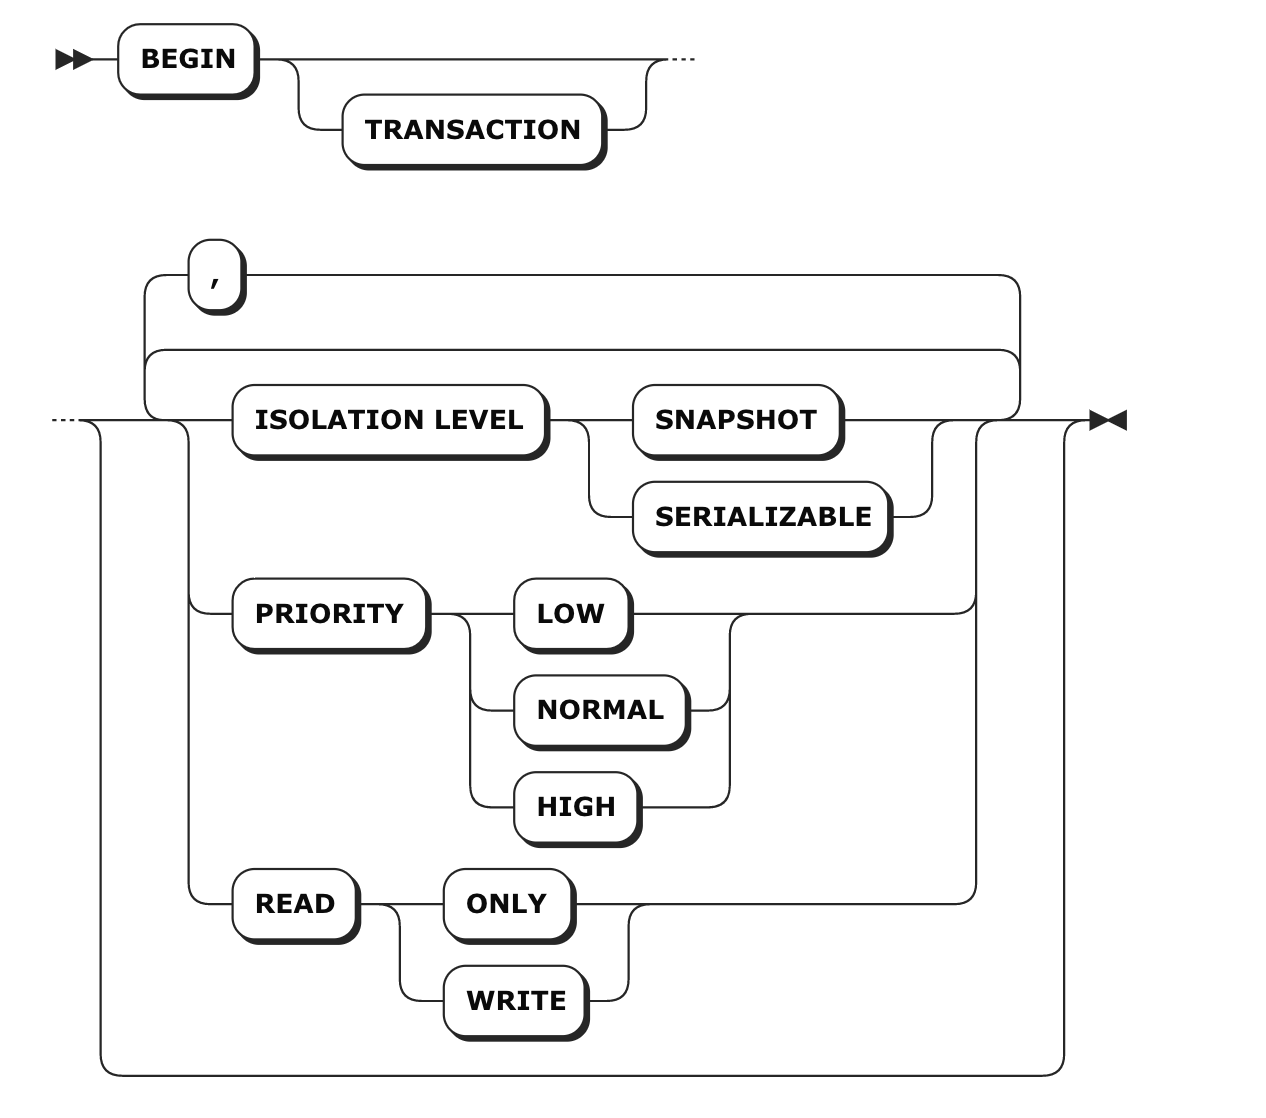 BEGIN
TRANSACTION
,
ISOLATION LEVEL SNAPSHOT
SERIALIZABLE
PRIORITY LOW
NORMAL
HIGH
READ ONLY
WRITE